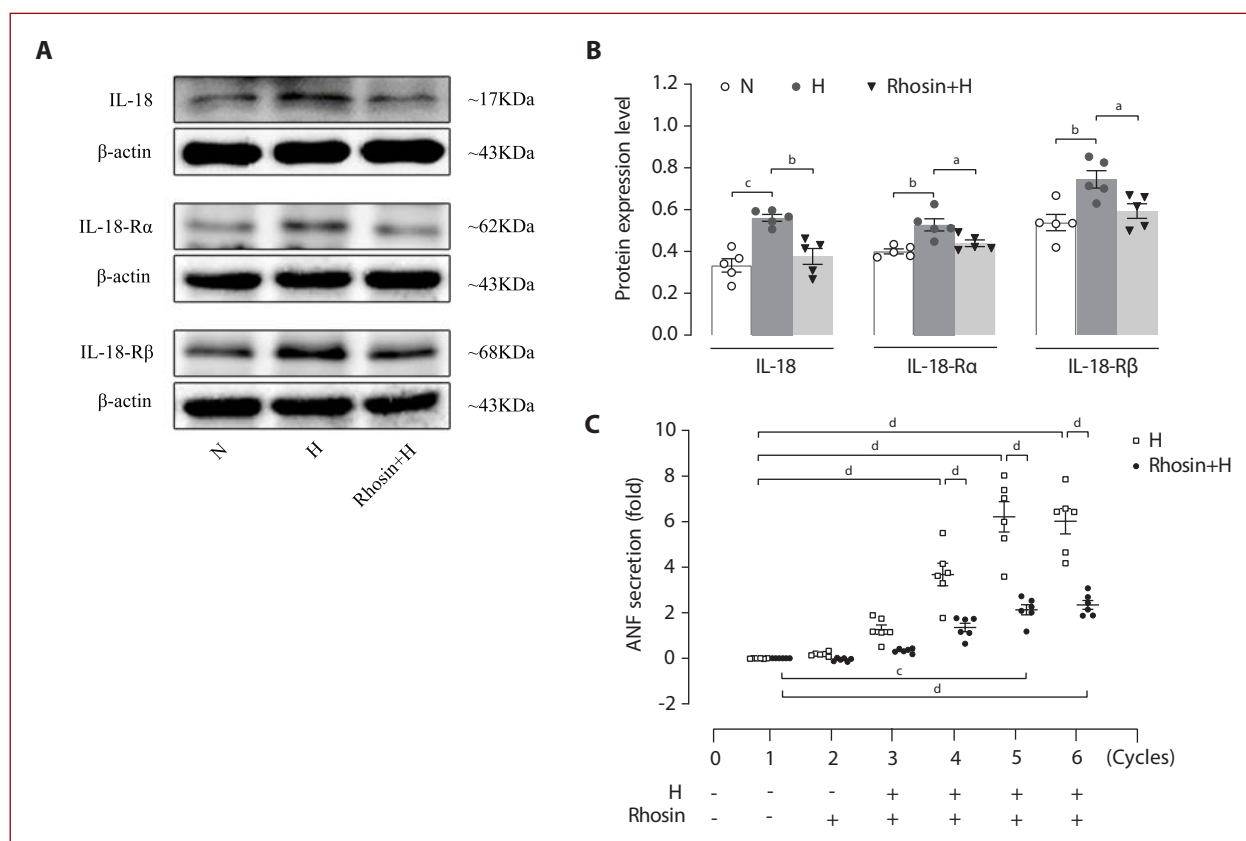 A
IL-18 ~17KDa
β-actin ~43KDa
IL-18-Rα ~62KDa
β-actin ~43KDa
IL-18-Rβ ~68KDa
β-actin ~43KDa
N H Rhosin+H
B
N H Rhosin+H
Protein expression level
1.2
1.0
0.8
0.6
0.4
0.2
0.0
c b b a b a
IL-18 IL-18-Rα IL-18-Rβ
C
H
Rhosin+H
ANF secretion (fold)
10
8
6
4
2
0
-2
d d
d d
d d
c
d
0 1 2 3 4 5 6 (Cycles)
H - - - + + + +
Rhosin - - + + + + +